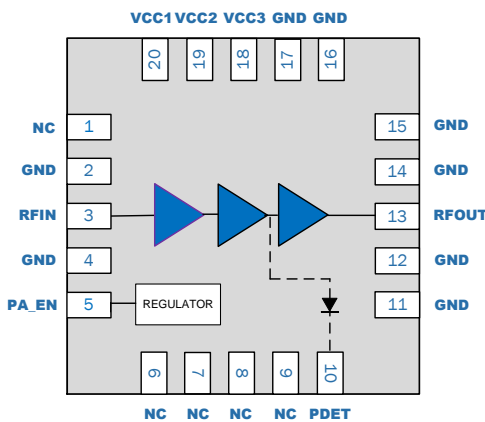 VCC1 VCC2 VCC3 GND GND
20 19 18 17 16
NC 1 15 GND
GND 2 14 GND
RFIN 3 13 RFOUT
GND 4 12 GND
PA_EN 5 REGULATOR 11 GND
6 7 8 9 10
NC NC NC NC PDET